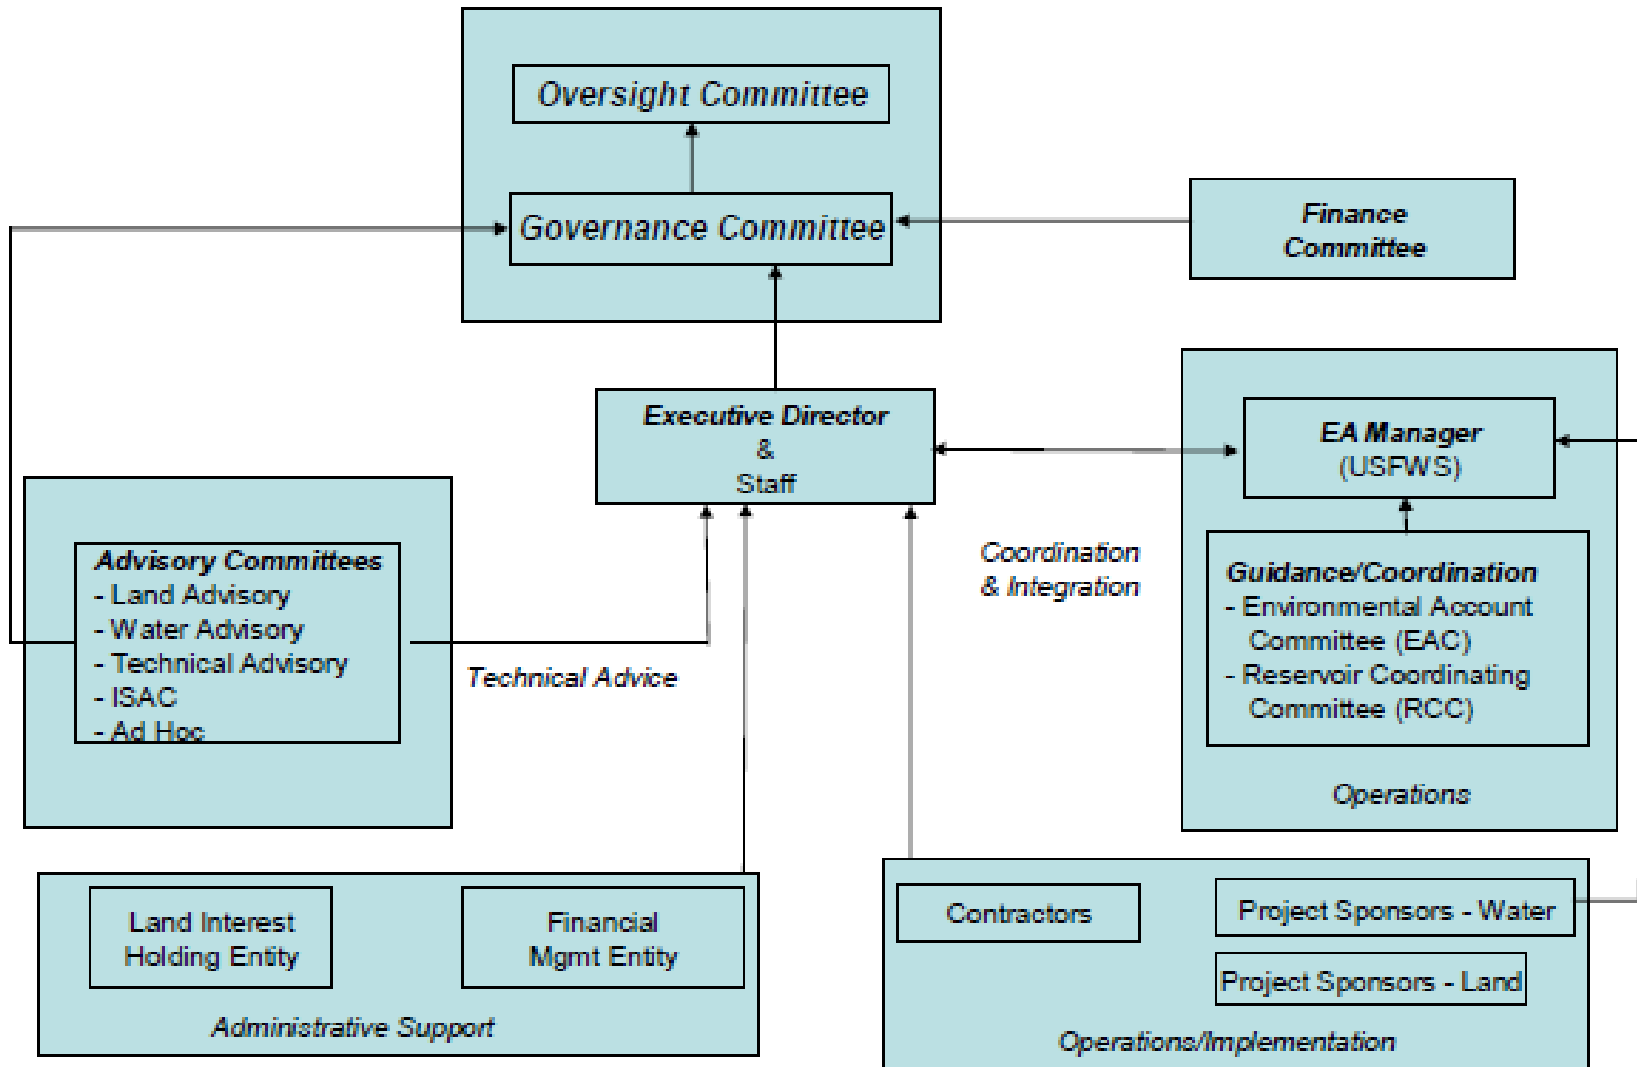 Oversight Committee
Governance Committee
Finance
Committee
Executive Director
&
Staff
EA Manager
(USFWS)
Coordination
& Integration
Advisory Committees
- Land Advisory
- Water Advisory
- Technical Advisory
- ISAC
- Ad Hoc
Technical Advice
Guidance/Coordination
- Environmental Account
Committee (EAC)
- Reservoir Coordinating
Committee (RCC)
Operations
Land Interest
Holding Entity
Financial
Mgmt Entity
Administrative Support
Contractors
Project Sponsors - Water
Project Sponsors - Land
Operations/Implementation